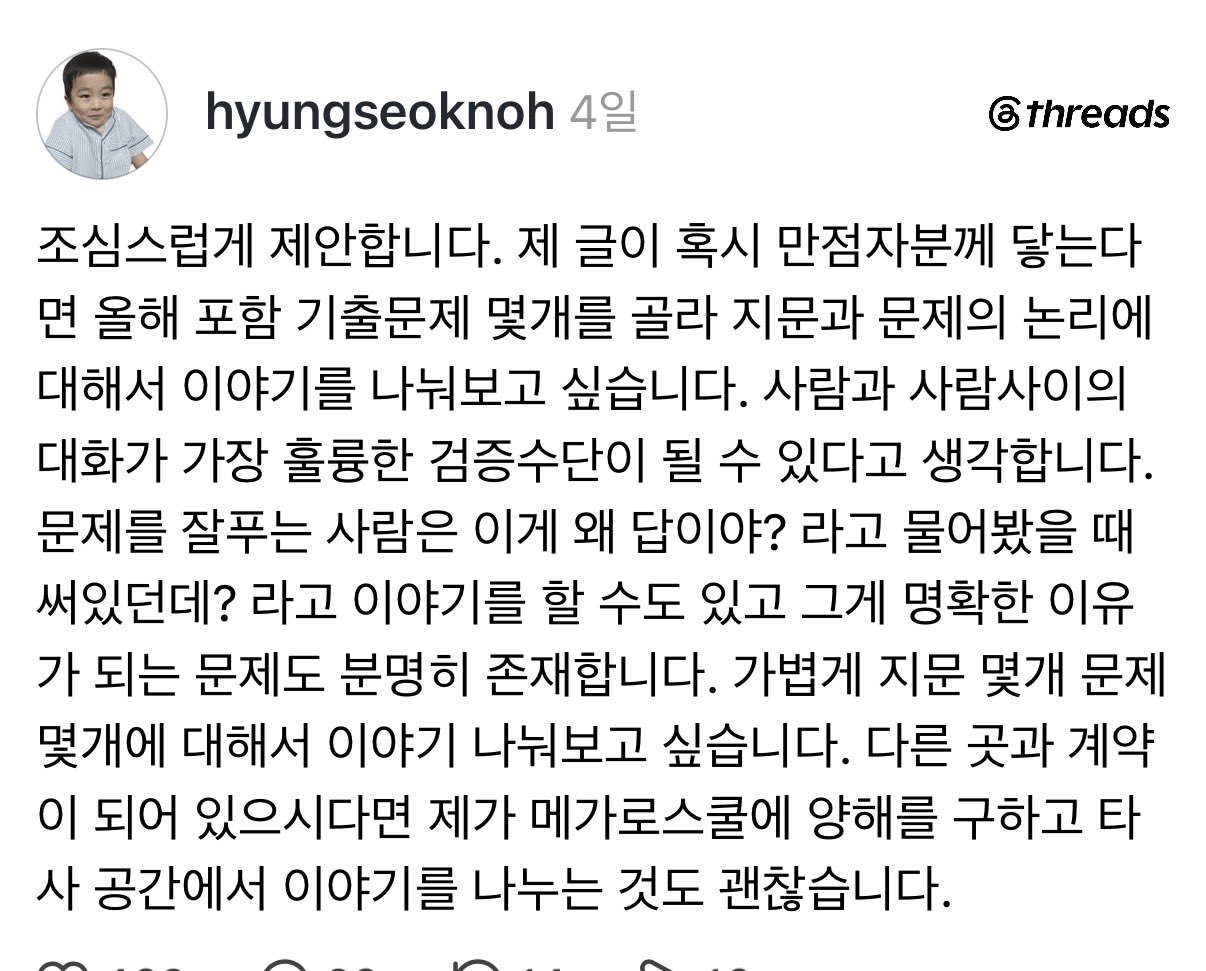 hyungseoknoh 4일
threads
조심스럽게 제안합니다. 제 글이 혹시 만점자분께 닿는다
면 올해 포함 기출문제 몇개를 골라 지문과 문제의 논리에
대해서 이야기를 나눠보고 싶습니다. 사람과 사람사이의
대화가 가장 훌륭한 검증수단이 될 수 있다고 생각합니다.
문제를 잘푸는 사람은 이게 왜 답이야? 라고 물어봤을 때
써있던데? 라고 이야기를 할 수도 있고 그게 명확한 이유
가 되는 문제도 분명히 존재합니다. 가볍게 지문 몇개 문제
몇개에 대해서 이야기 나눠보고 싶습니다. 다른 곳과 계약
이 되어 있으시다면 제가 메가로스쿨에 양해를 구하고 타
사 공간에서 이야기를 나누는 것도 괜찮습니다.